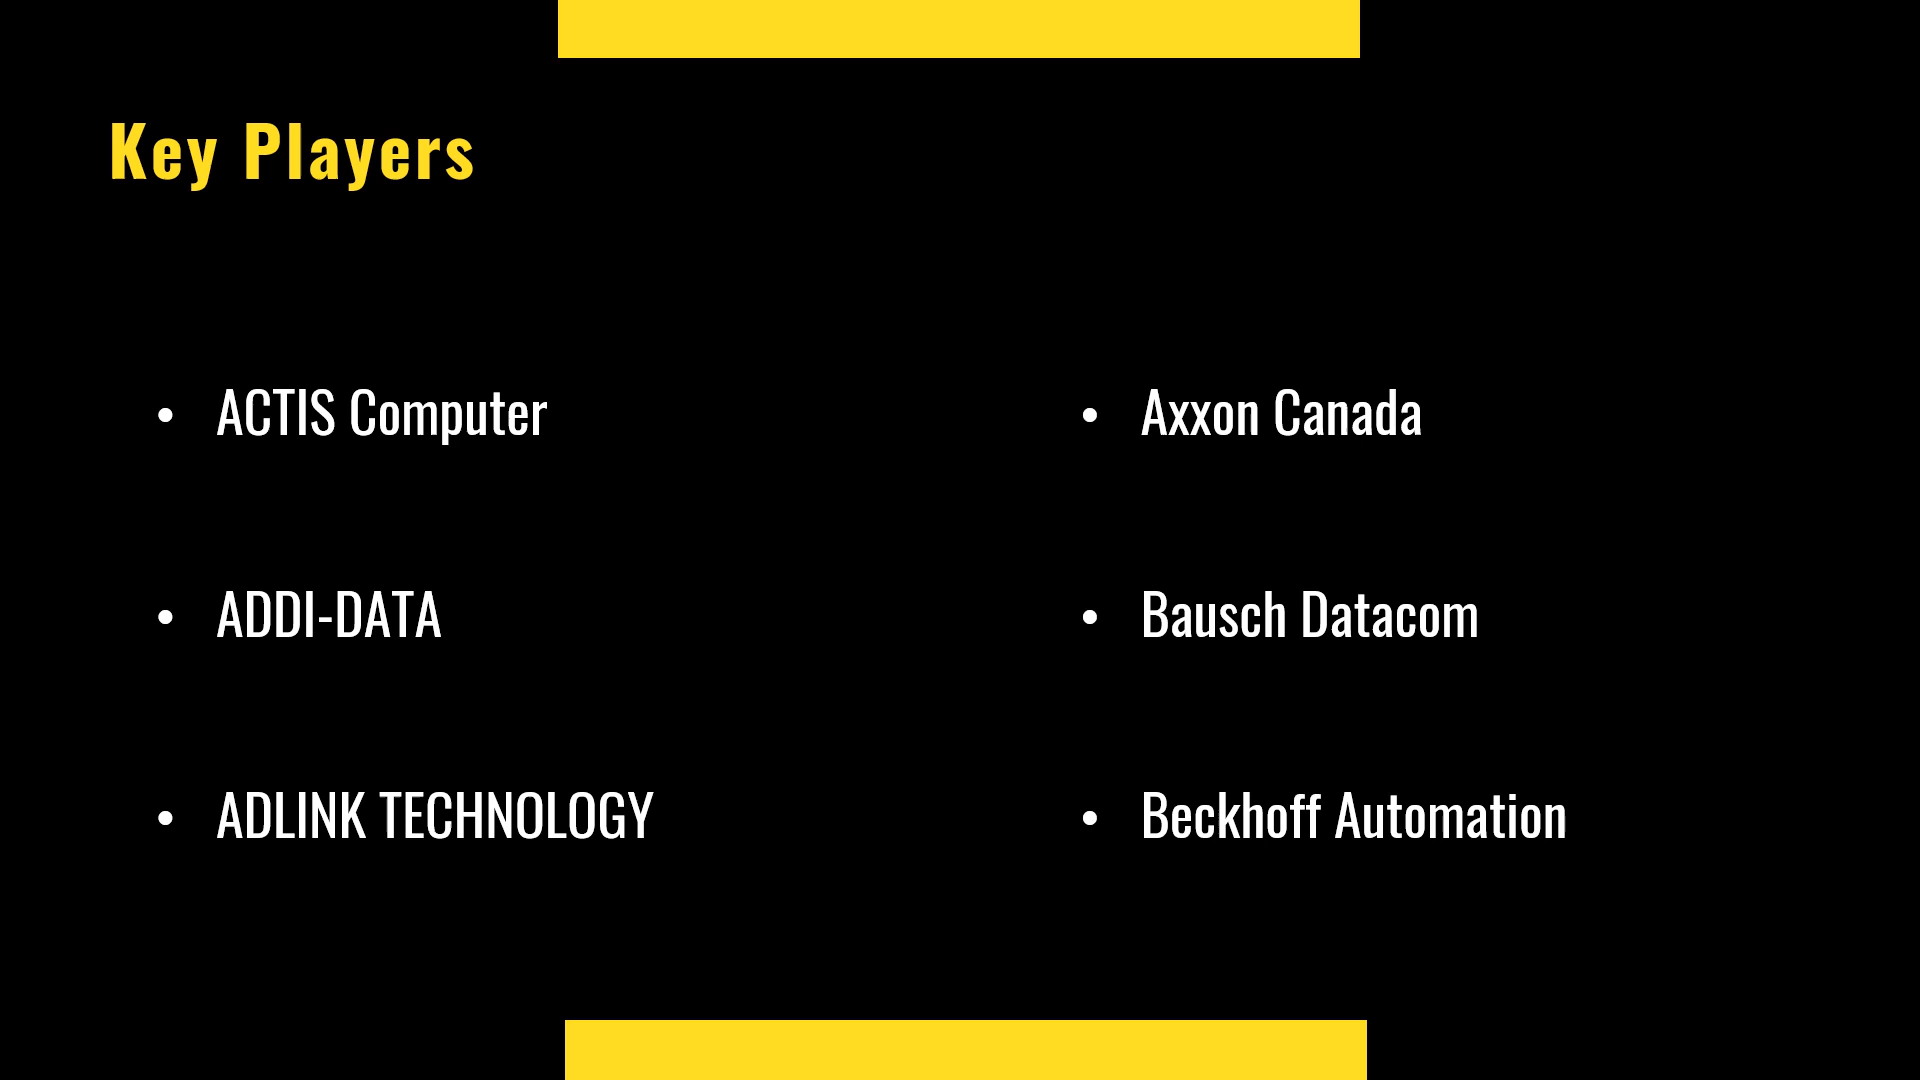 Key Players
• ACTIS Computer
• ADDI-DATA
• ADLINK TECHNOLOGY
• Axxon Canada
• Bausch Datacom
• Beckhoff Automation